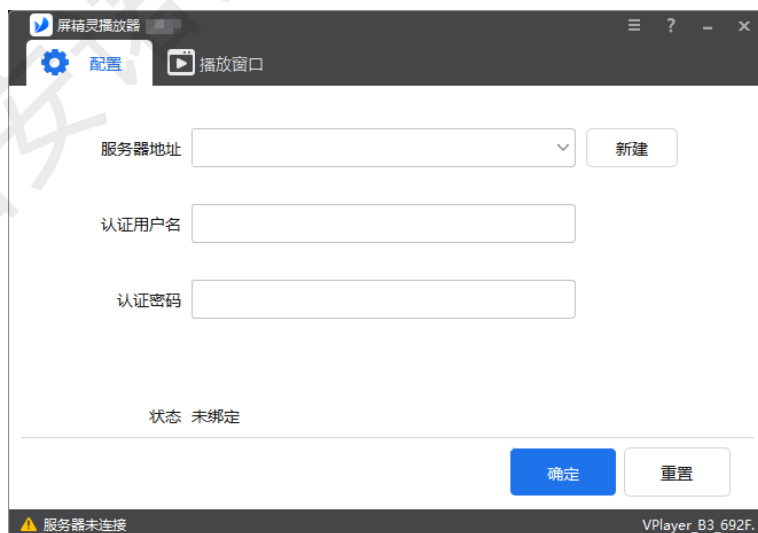 屏精灵播放器
配置
播放窗口
服务器地址
新建
认证用户名
认证密码
状态 未绑定
确定 重置
服务器未连接 VPlayer_B3_692F.